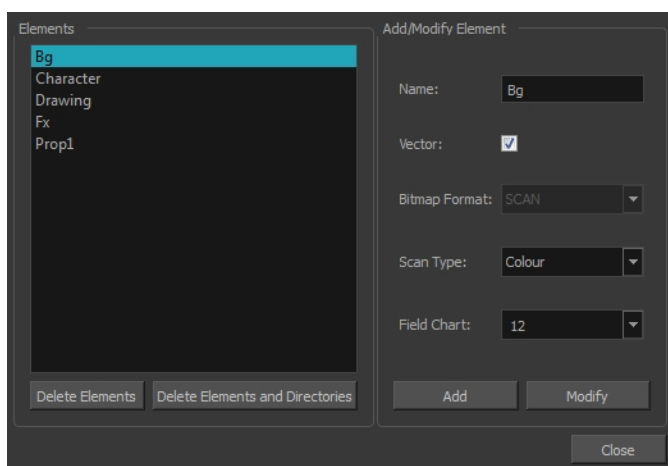 Elements
Bg
Character
Drawing
Fx
Prop1
Delete Elements
Delete Elements and Directories
Add/Modify Element
Name:
Bg
Vector:
Bitmap Format:
SCAN
Scan Type:
Colour
Field Chart:
12
Add
Modify
Close